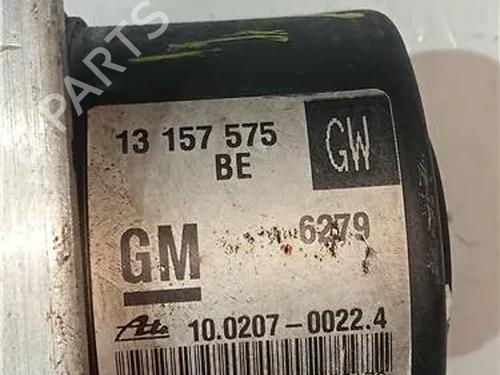 13 157 575
BE
GW
GM
6279
Ate 10.0207-0022.4
B-PARTS